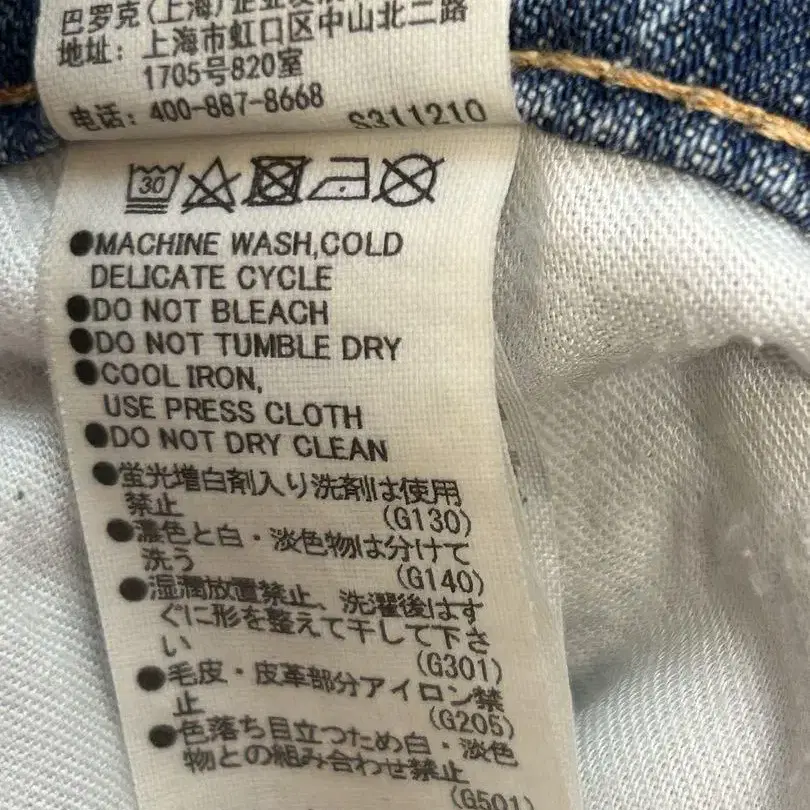 巴罗克(上海)企业发展
地址: 上海市虹口区中山北二路
1705号820室
电话: 400-887-8668
S311210
30
●MACHINE WASH,COLD
DELICATE CYCLE
●DO NOT BLEACH
●DO NOT TUMBLE DRY
●COOL IRON,
USE PRESS CLOTH
●DO NOT DRY CLEAN
●蛍光増白剤入り洗剤は使用
禁止
(G130)
●濃色と白・淡色物は分けて
洗う
(G140)
●湿潤放置禁止、洗濯後はす
ぐに形を整えて干して下さ
い
(G301)
●毛皮・皮革部分アイロン禁
止
(G205)
●色落ち目立つため白・淡色
物との組み合わせ禁止
(G501)